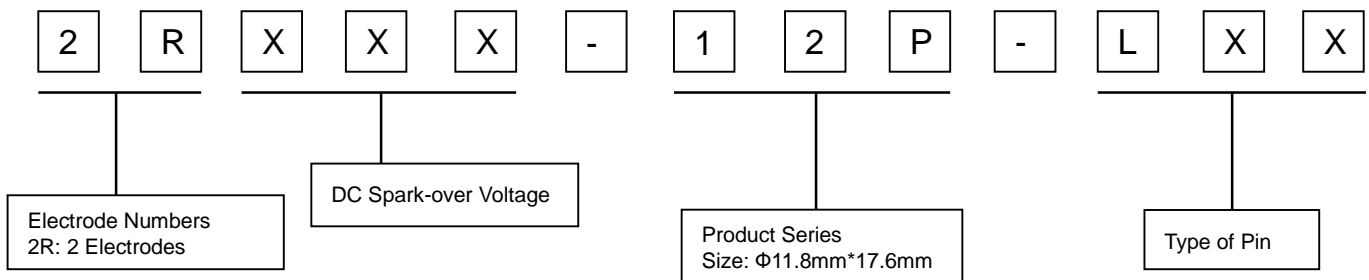 2 R X X X - 1 2 P - L X X
DC Spark-over Voltage
Electrode Numbers
2R: 2 Electrodes
Product Series
Size: Φ11.8mm*17.6mm
Type of Pin